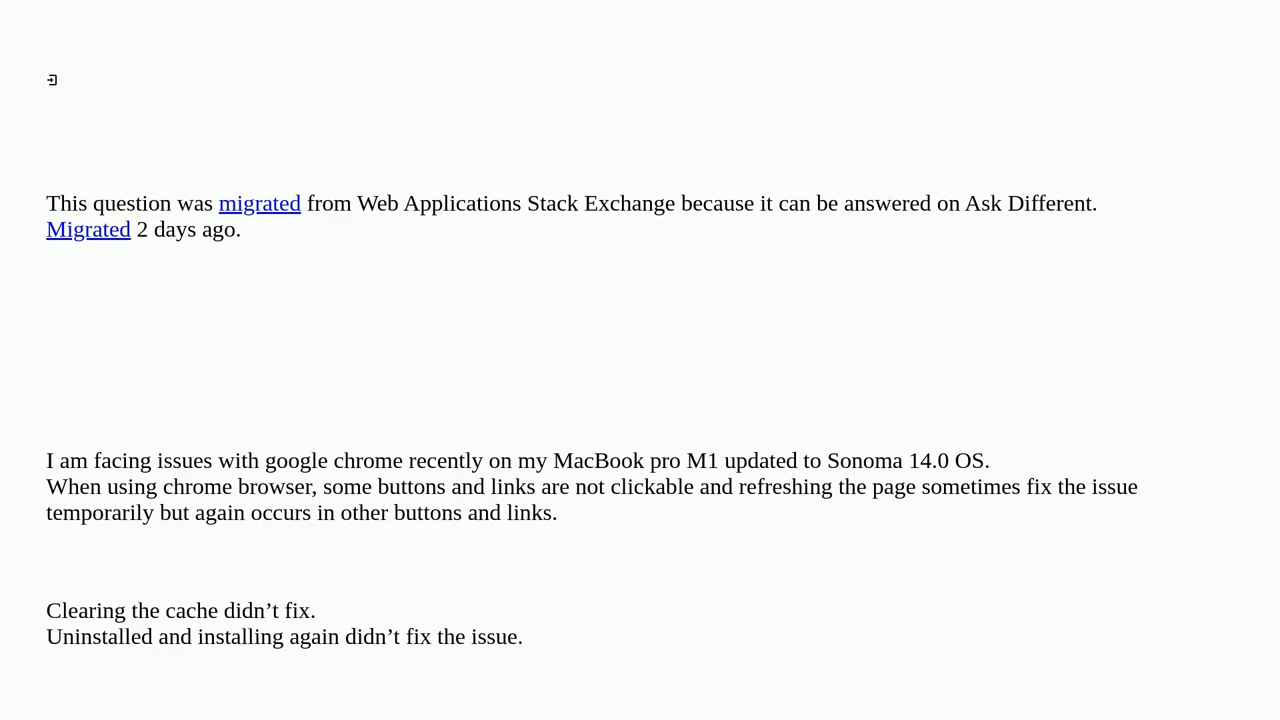 This question was migrated from Web Applications Stack Exchange because it can be answered on Ask Different.
Migrated 2 days ago.
I am facing issues with google chrome recently on my MacBook pro M1 updated to Sonoma 14.0 OS.
When using chrome browser, some buttons and links are not clickable and refreshing the page sometimes fix the issue
temporarily but again occurs in other buttons and links.
Clearing the cache didn’t fix.
Uninstalled and installing again didn’t fix the issue.